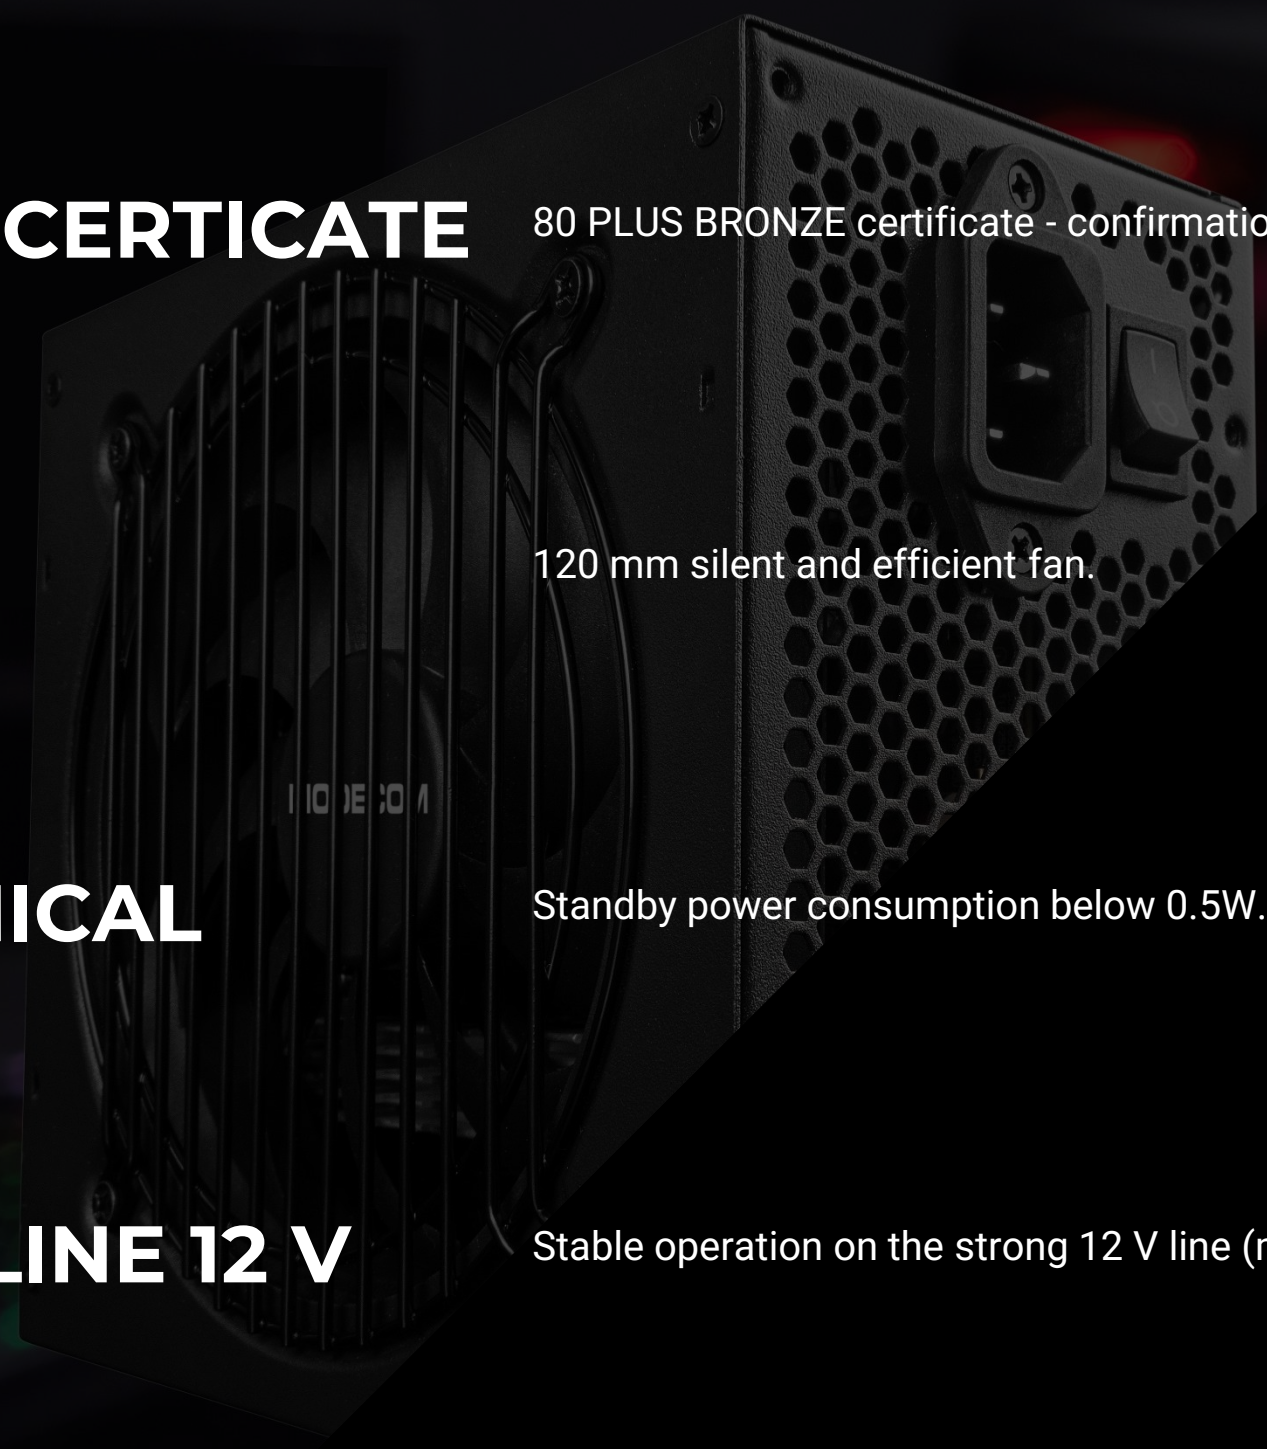 CERTICATE
80 PLUS BRONZE certificate - confirmatio
120 mm silent and efficient fan.
MODECOM
ICAL
Standby power consumption below 0.5W.
LINE 12 V
Stable operation on the strong 12 V line (